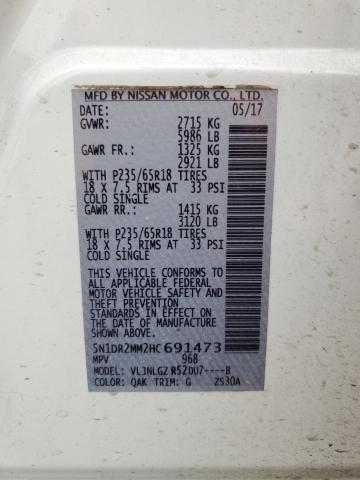 MFD BY NISSAN MOTOR CO., LTD.
DATE: 05/17
GVWR: 2715 KG
5986 LB
GAWR FR: 1325 KG
2921 LB
WITH P235/65R18 TIRES
18 X 7.5 RIMS AT 33 PSI
COLD SINGLE
GAWR RR: 1415 KG
3120 LB
WITH P235/65R18 TIRES
18 X 7.5 RIMS AT 33 PSI
COLD SINGLE
THIS VEHICLE CONFORMS TO
ALL APPLICABLE FEDERAL
MOTOR VEHICLE SAFETY AND
THEFT PREVENTION STANDARDS
IN EFFECT ON THE DATE OF
MANUFACTURE
SHOWN ABOVE.
5N1DR2MM2HC691473
MPV 968
MODEL: VLJNLGZ R52DU7----B
COLOR: QAK TRIM: G ZS30A